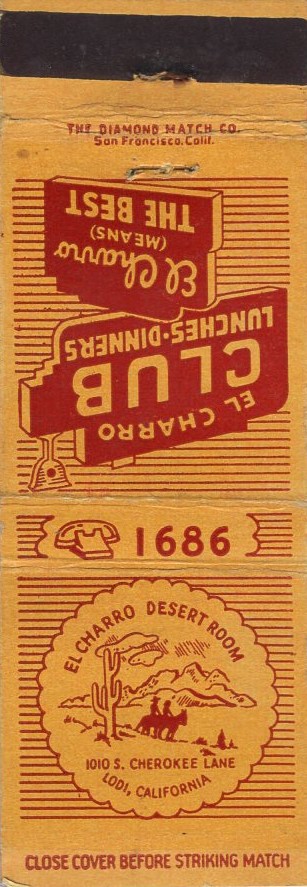 THE DIAMOND MATCH CO.
San Francisco. Calif.
EL CHARRO
CLUB
LUNCHES·DINNERS
El Charro
(MEANS)
THE BEST
1686
EL CHARRO DESERT ROOM
1010 S. CHEROKEE LANE
LODI, CALIFORNIA
CLOSE COVER BEFORE STRIKING MATCH